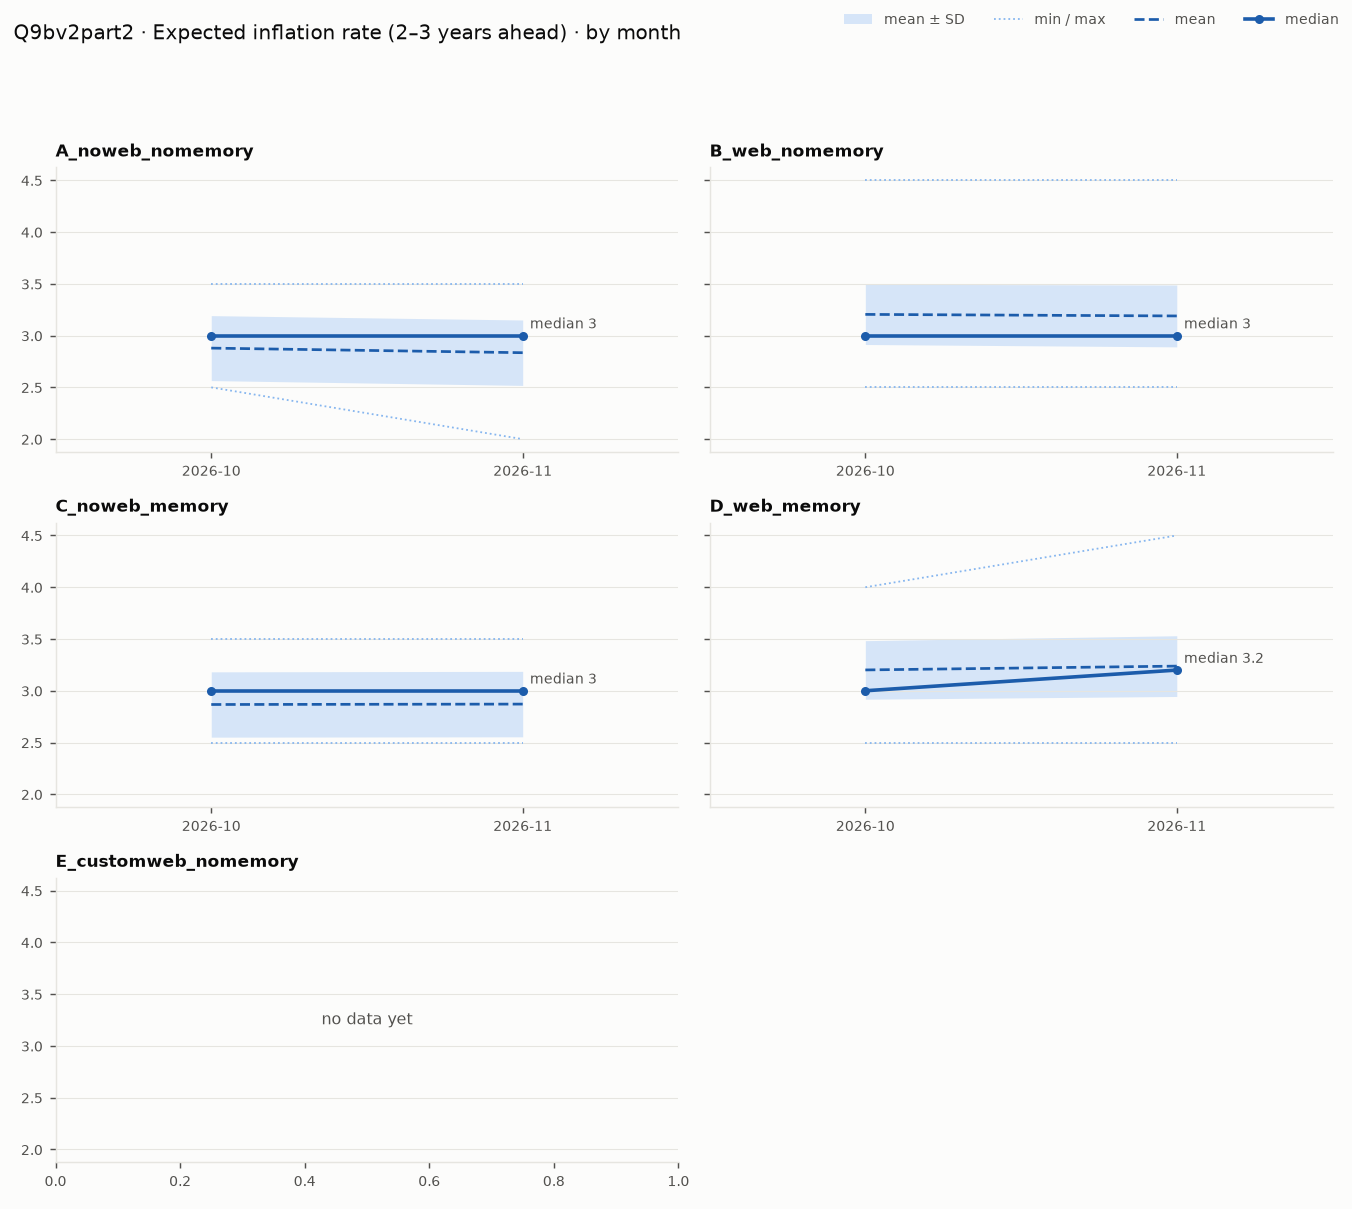 Q9bv2part2 · Expected inflation rate (2–3 years ahead) · by month
mean ± SD
min / max
mean
median
A_noweb_nomemory
4.5
4.0
3.5
3.0
2.5
2.0
median 3
2026-10
2026-11
B_web_nomemory
median 3
2026-10
2026-11
C_noweb_memory
4.5
4.0
3.5
3.0
2.5
2.0
median 3
2026-10
2026-11
D_web_memory
median 3.2
2026-10
2026-11
E_customweb_nomemory
4.5
4.0
3.5
3.0
2.5
2.0
no data yet
0.0
0.2
0.4
0.6
0.8
1.0